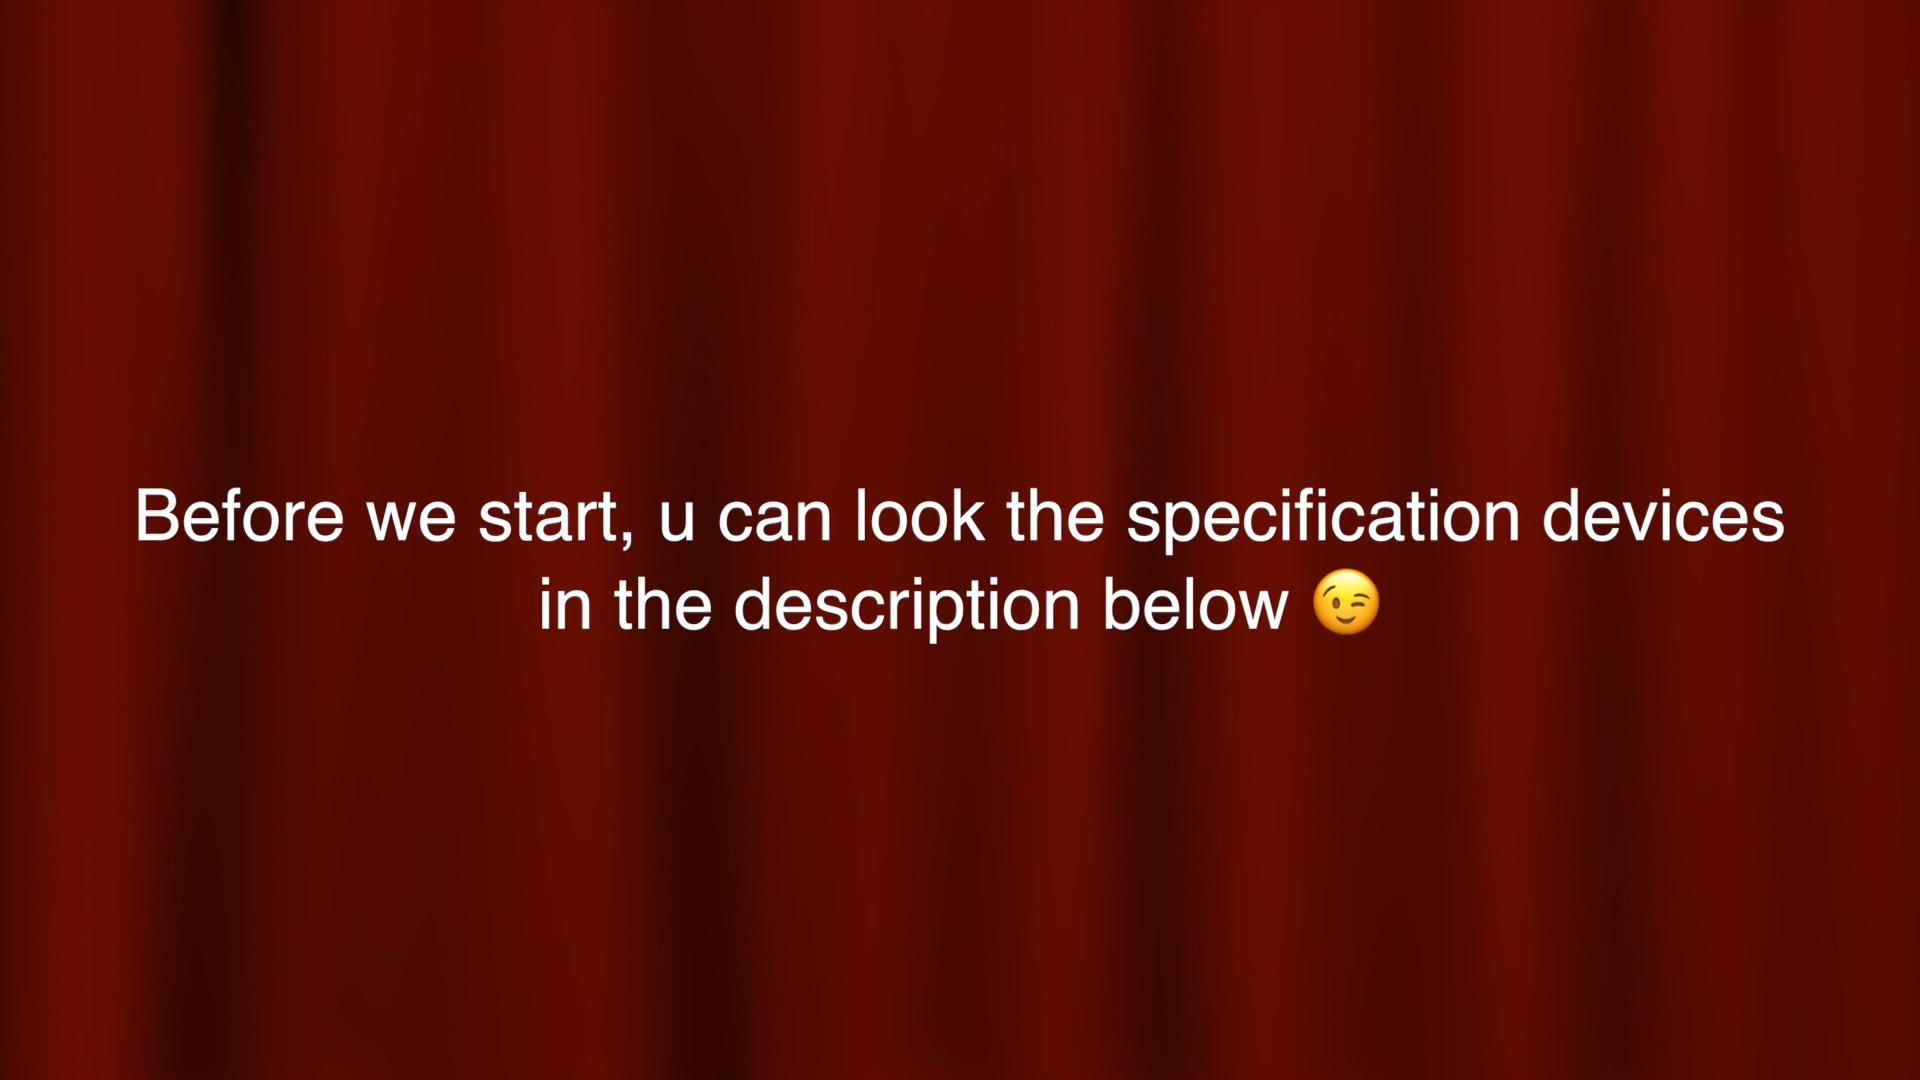 Before we start, u can look the specification devices
in the description below 😉